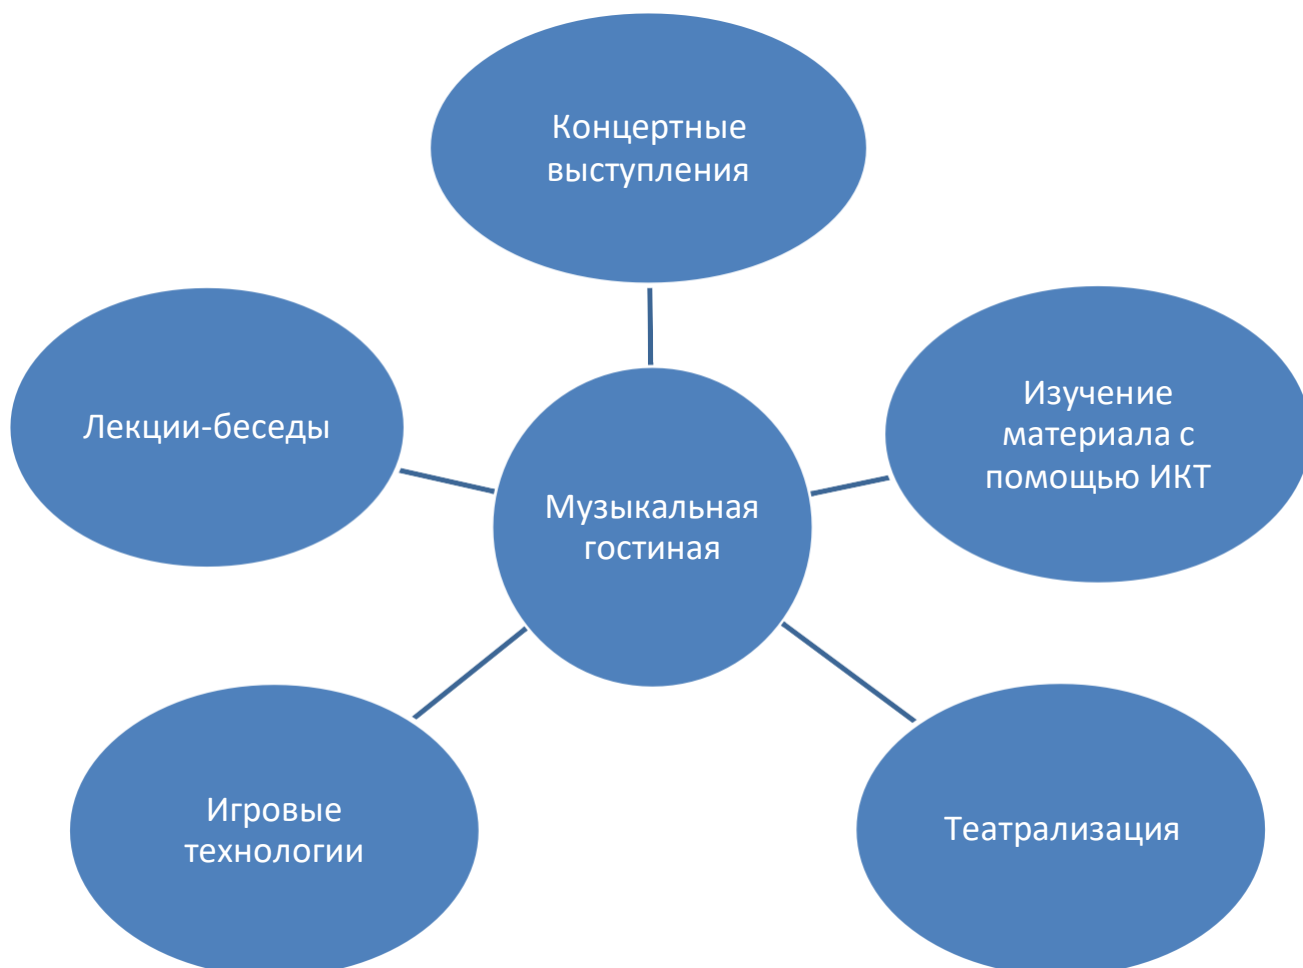 Концертные
выступления
Лекции-беседы
Изучение
материала с
помощью ИКТ
Музыкальная
гостиная
Игровые
технологии
Театрализация